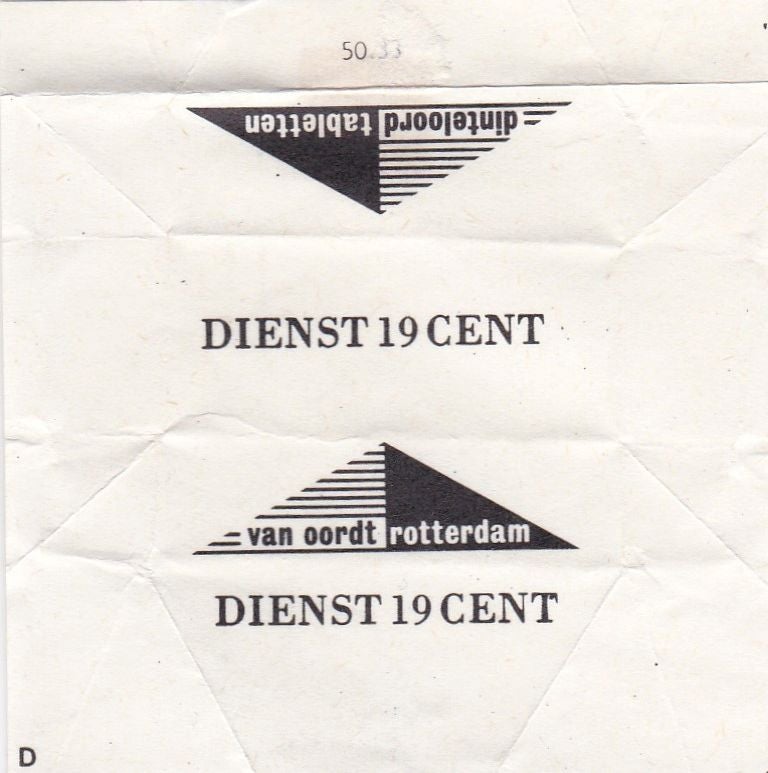 50.33
dinteloord tabletten
DIENST 19 CENT
van oordt rotterdam
DIENST 19 CENT
D